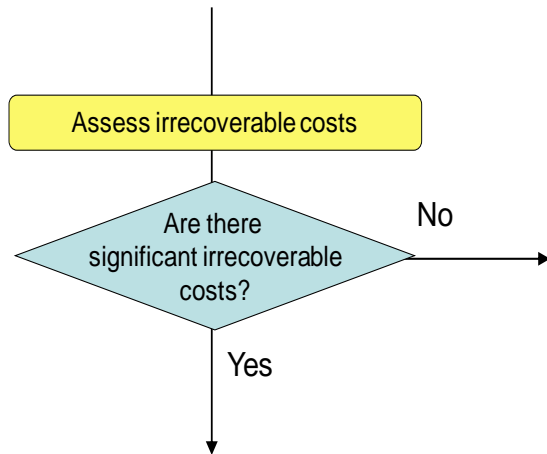 Assess irrecoverable costs
Are there
significant irrecoverable
costs?
No
Yes